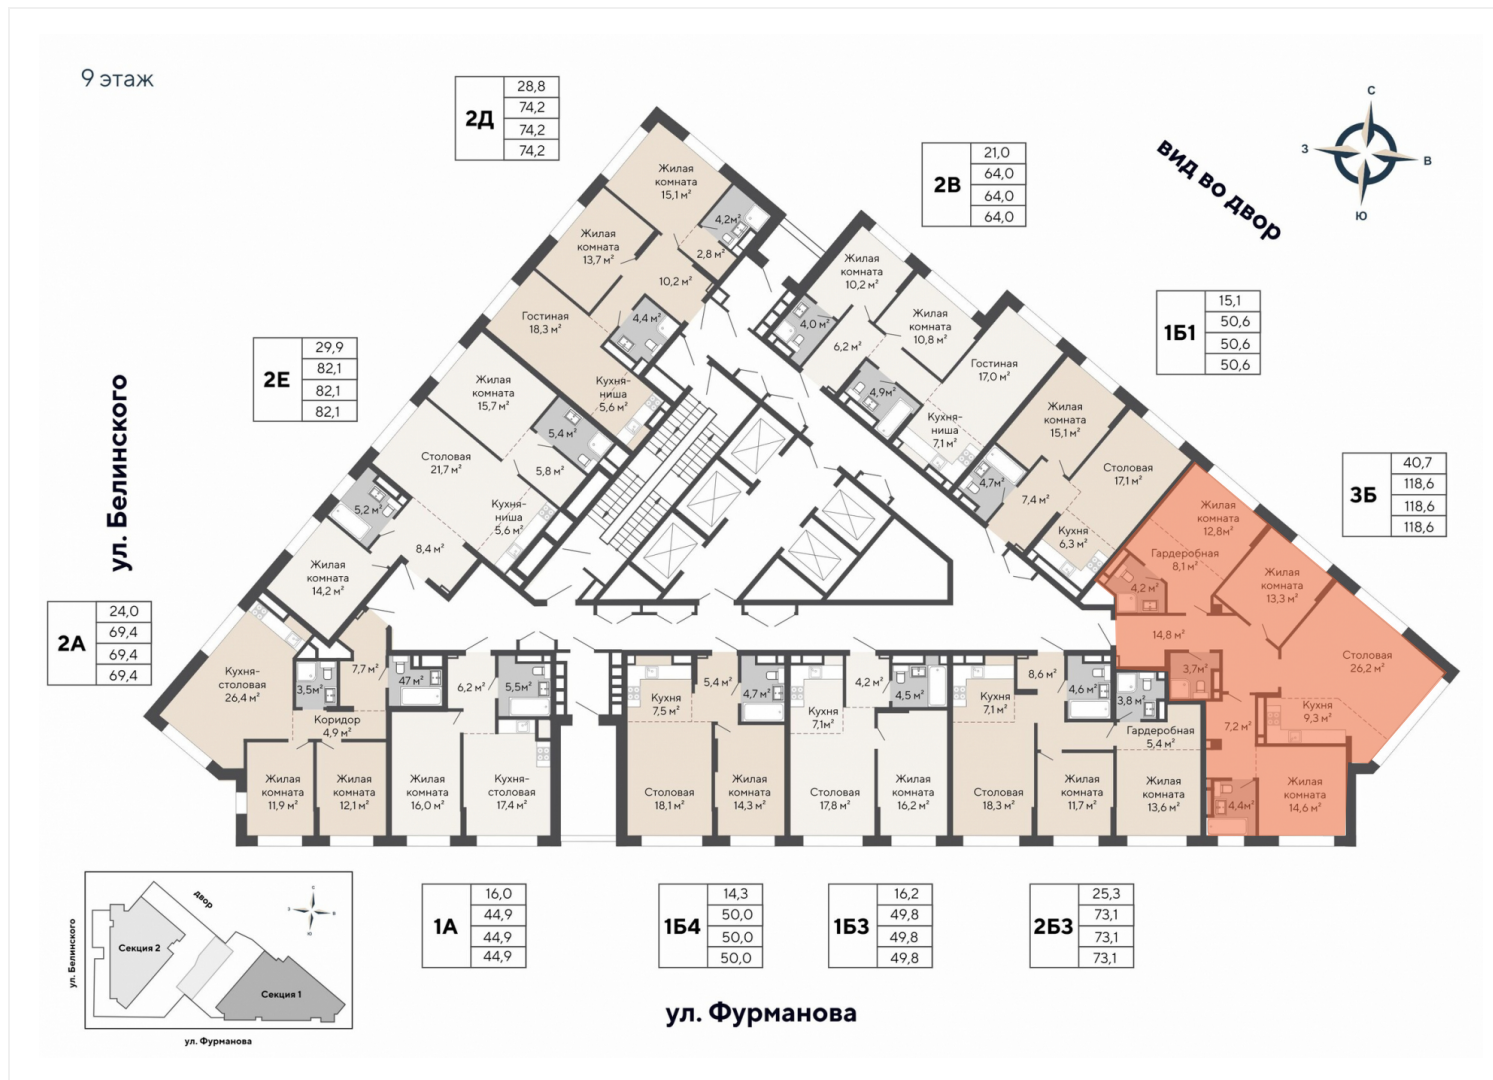 9 этаж
2Д
28,8
74,2
74,2
74,2
2В
21,0
64,0
64,0
64,0
вид во двор
С
З
В
Ю
1Б1
15,1
50,6
50,6
50,6
2Е
29,9
82,1
82,1
82,1
3Б
40,7
118,6
118,6
118,6
2А
24,0
69,4
69,4
69,4
ул. Белинского
Жилая
комната
15,1 м²
4,2м²
2,8 м²
Жилая
комната
13,7 м²
10,2 м²
Гостиная
18,3 м²
4,4 м²
Кухня-
ниша
5,6 м²
Жилая
комната
15,7 м²
5,4 м²
Столовая
21,7 м²
5,8 м²
Кухня-
ниша
5,6 м²
5,2 м²
8,4 м²
Жилая
комната
14,2 м²
Жилая
комната
10,2 м²
4,0 м²
6,2 м²
Жилая
комната
10,8 м²
4,9м²
Гостиная
17,0 м²
Кухня-
ниша
7,1 м²
Жилая
комната
15,1 м²
4,7м²
7,4 м²
Столовая
17,1 м²
Кухня
6,3 м²
Жилая
комната
12,8м²
Гардеробная
8,1 м²
4,2 м²
Жилая
комната
13,3 м²
14,8 м²
Столовая
26,2 м²
3,7м²
7,2 м²
Кухня
9,3 м²
4,4м²
Жилая
комната
14,6 м²
Кухня-
столовая
26,4 м²
3,5м²
7,7 м²
Коридор
4,9 м²
Жилая
комната
11,9 м²
Жилая
комната
12,1 м²
47 м²
6,2 м²
5,5м²
Жилая
комната
16,0 м²
Кухня-
столовая
17,4 м²
Кухня
7,5 м²
5,4 м²
4,7 м²
Столовая
18,1 м²
Жилая
комната
14,3 м²
Кухня
7,1м²
4,2 м²
4,5 м²
Столовая
17,8 м²
Жилая
комната
16,2 м²
Кухня
7,1 м²
8,6 м²
4,6 м²
Столовая
18,3 м²
Жилая
комната
11,7 м²
3,8 м²
Гардеробная
5,4 м²
Жилая
комната
13,6 м²
1А
16,0
44,9
44,9
44,9
1Б4
14,3
50,0
50,0
50,0
1Б3
16,2
49,8
49,8
49,8
2Б3
25,3
73,1
73,1
73,1
ул. Фурманова
двор
ул. Белинского
Секция 2
Секция 1
С
З
В
Ю
ул. Фурманова